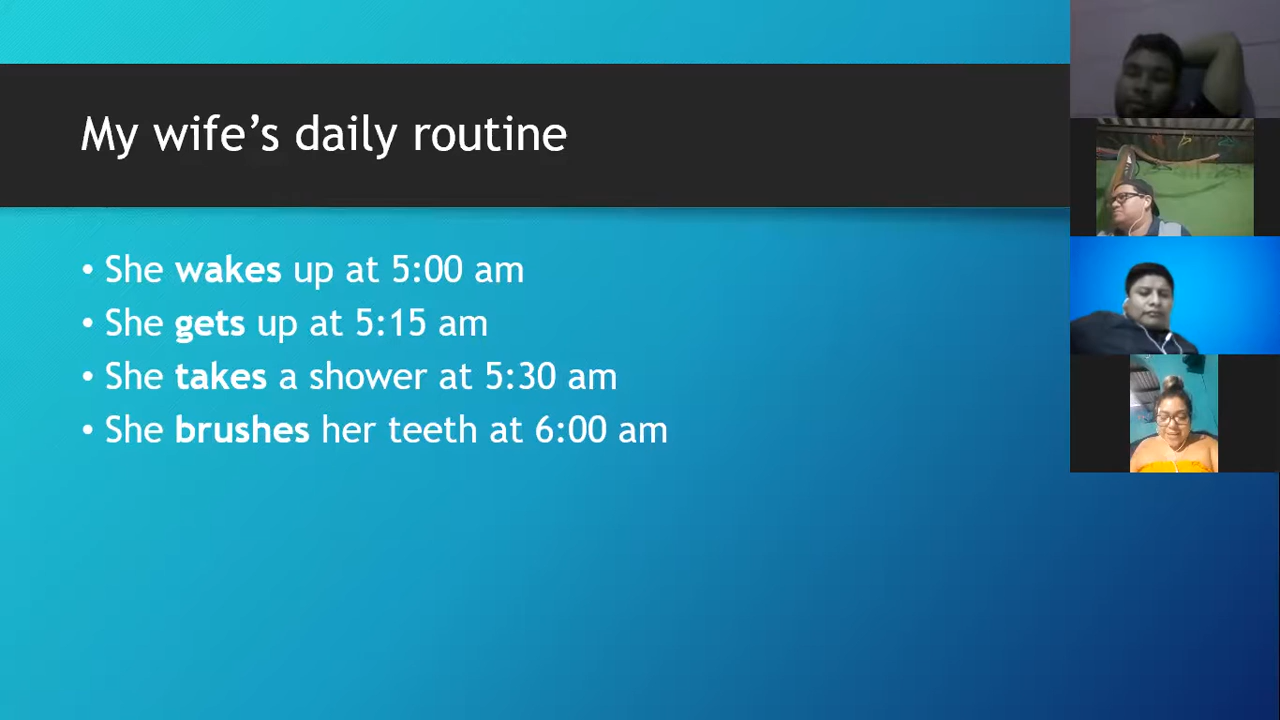 My wife’s daily routine
• She wakes up at 5:00 am
• She gets up at 5:15 am
• She takes a shower at 5:30 am
• She brushes her teeth at 6:00 am